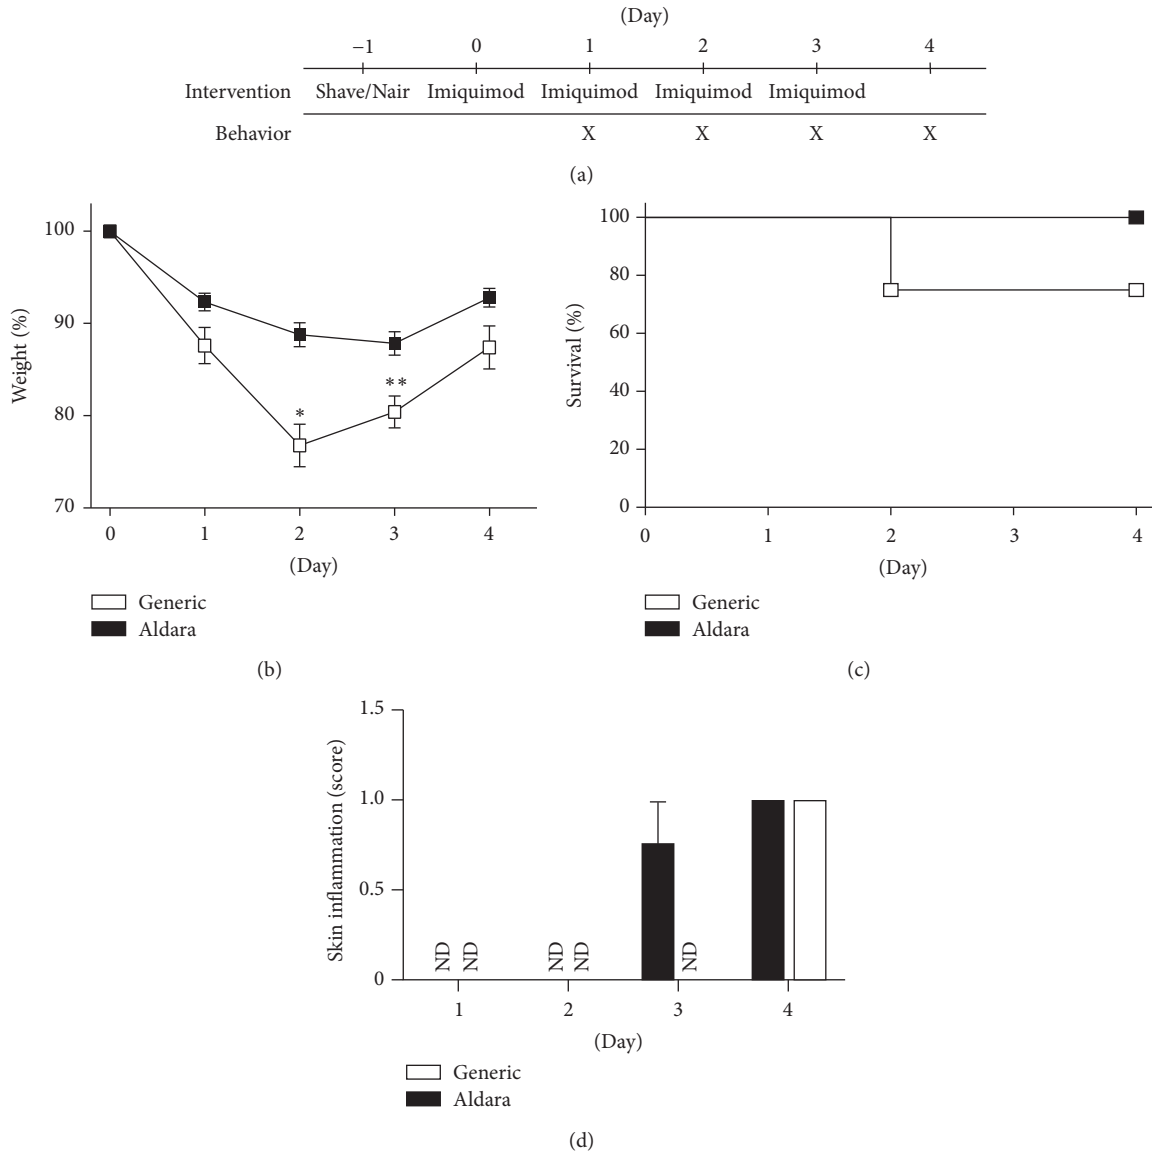 (Day)
−1 0 1 2 3 4
Intervention Shave/Nair Imiquimod Imiquimod Imiquimod Imiquimod
Behavior X X X X
(a)
100
90
80
70
Weight (%)
* **
0 1 2 3 4
(Day)
Generic
Aldara
(b)
100
80
60
40
20
0
Survival (%)
0 1 2 3 4
(Day)
Generic
Aldara
(c)
1.5
1.0
0.5
0
Skin inflammation (score)
ND ND ND ND ND
1 2 3 4
(Day)
Generic
Aldara
(d)